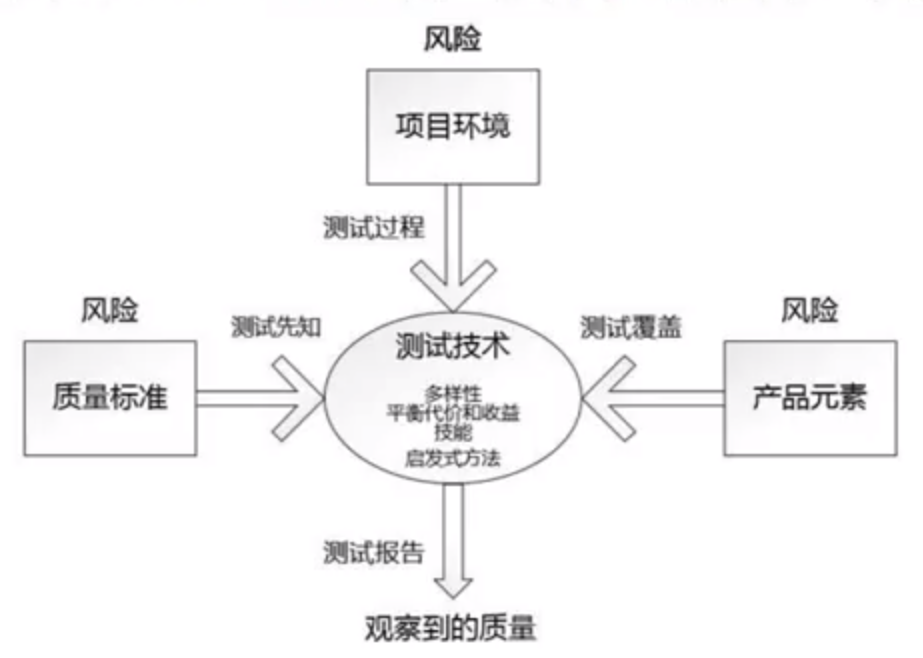 风险
项目环境
测试过程
风险
测试先知
质量标准
测试技术
多样性
平衡代价和收益
技能
启发式方法
测试覆盖
风险
产品元素
测试报告
观察到的质量